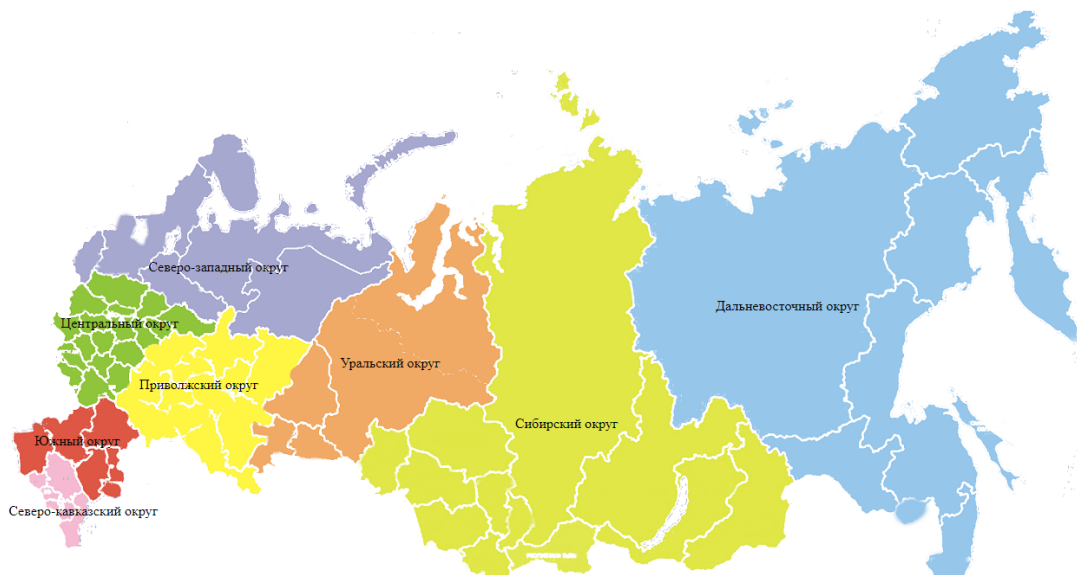 Северо-западный округ
Дальневосточный округ
Центральный округ
Уральский округ
Приволжский округ
Сибирский округ
Южный округ
Северо-кавказский округ